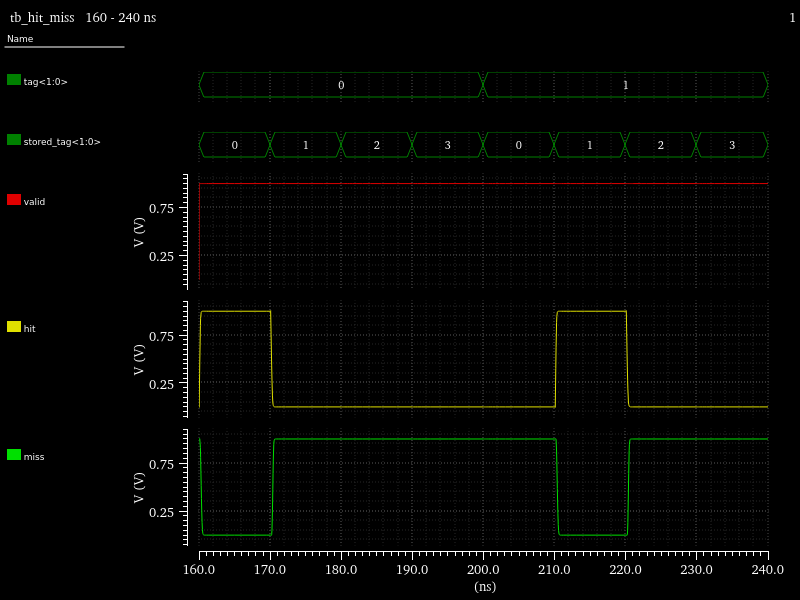 tb_hit_miss 160 - 240 ns 1
Name
tag<1:0> 0 1
stored_tag<1:0> 0 1 2 3 0 1 2 3
valid
V (V)
0.75
0.25
hit
V (V)
0.75
0.25
miss
V (V)
0.75
0.25
160.0 170.0 180.0 190.0 200.0 210.0 220.0 230.0 240.0
(ns)